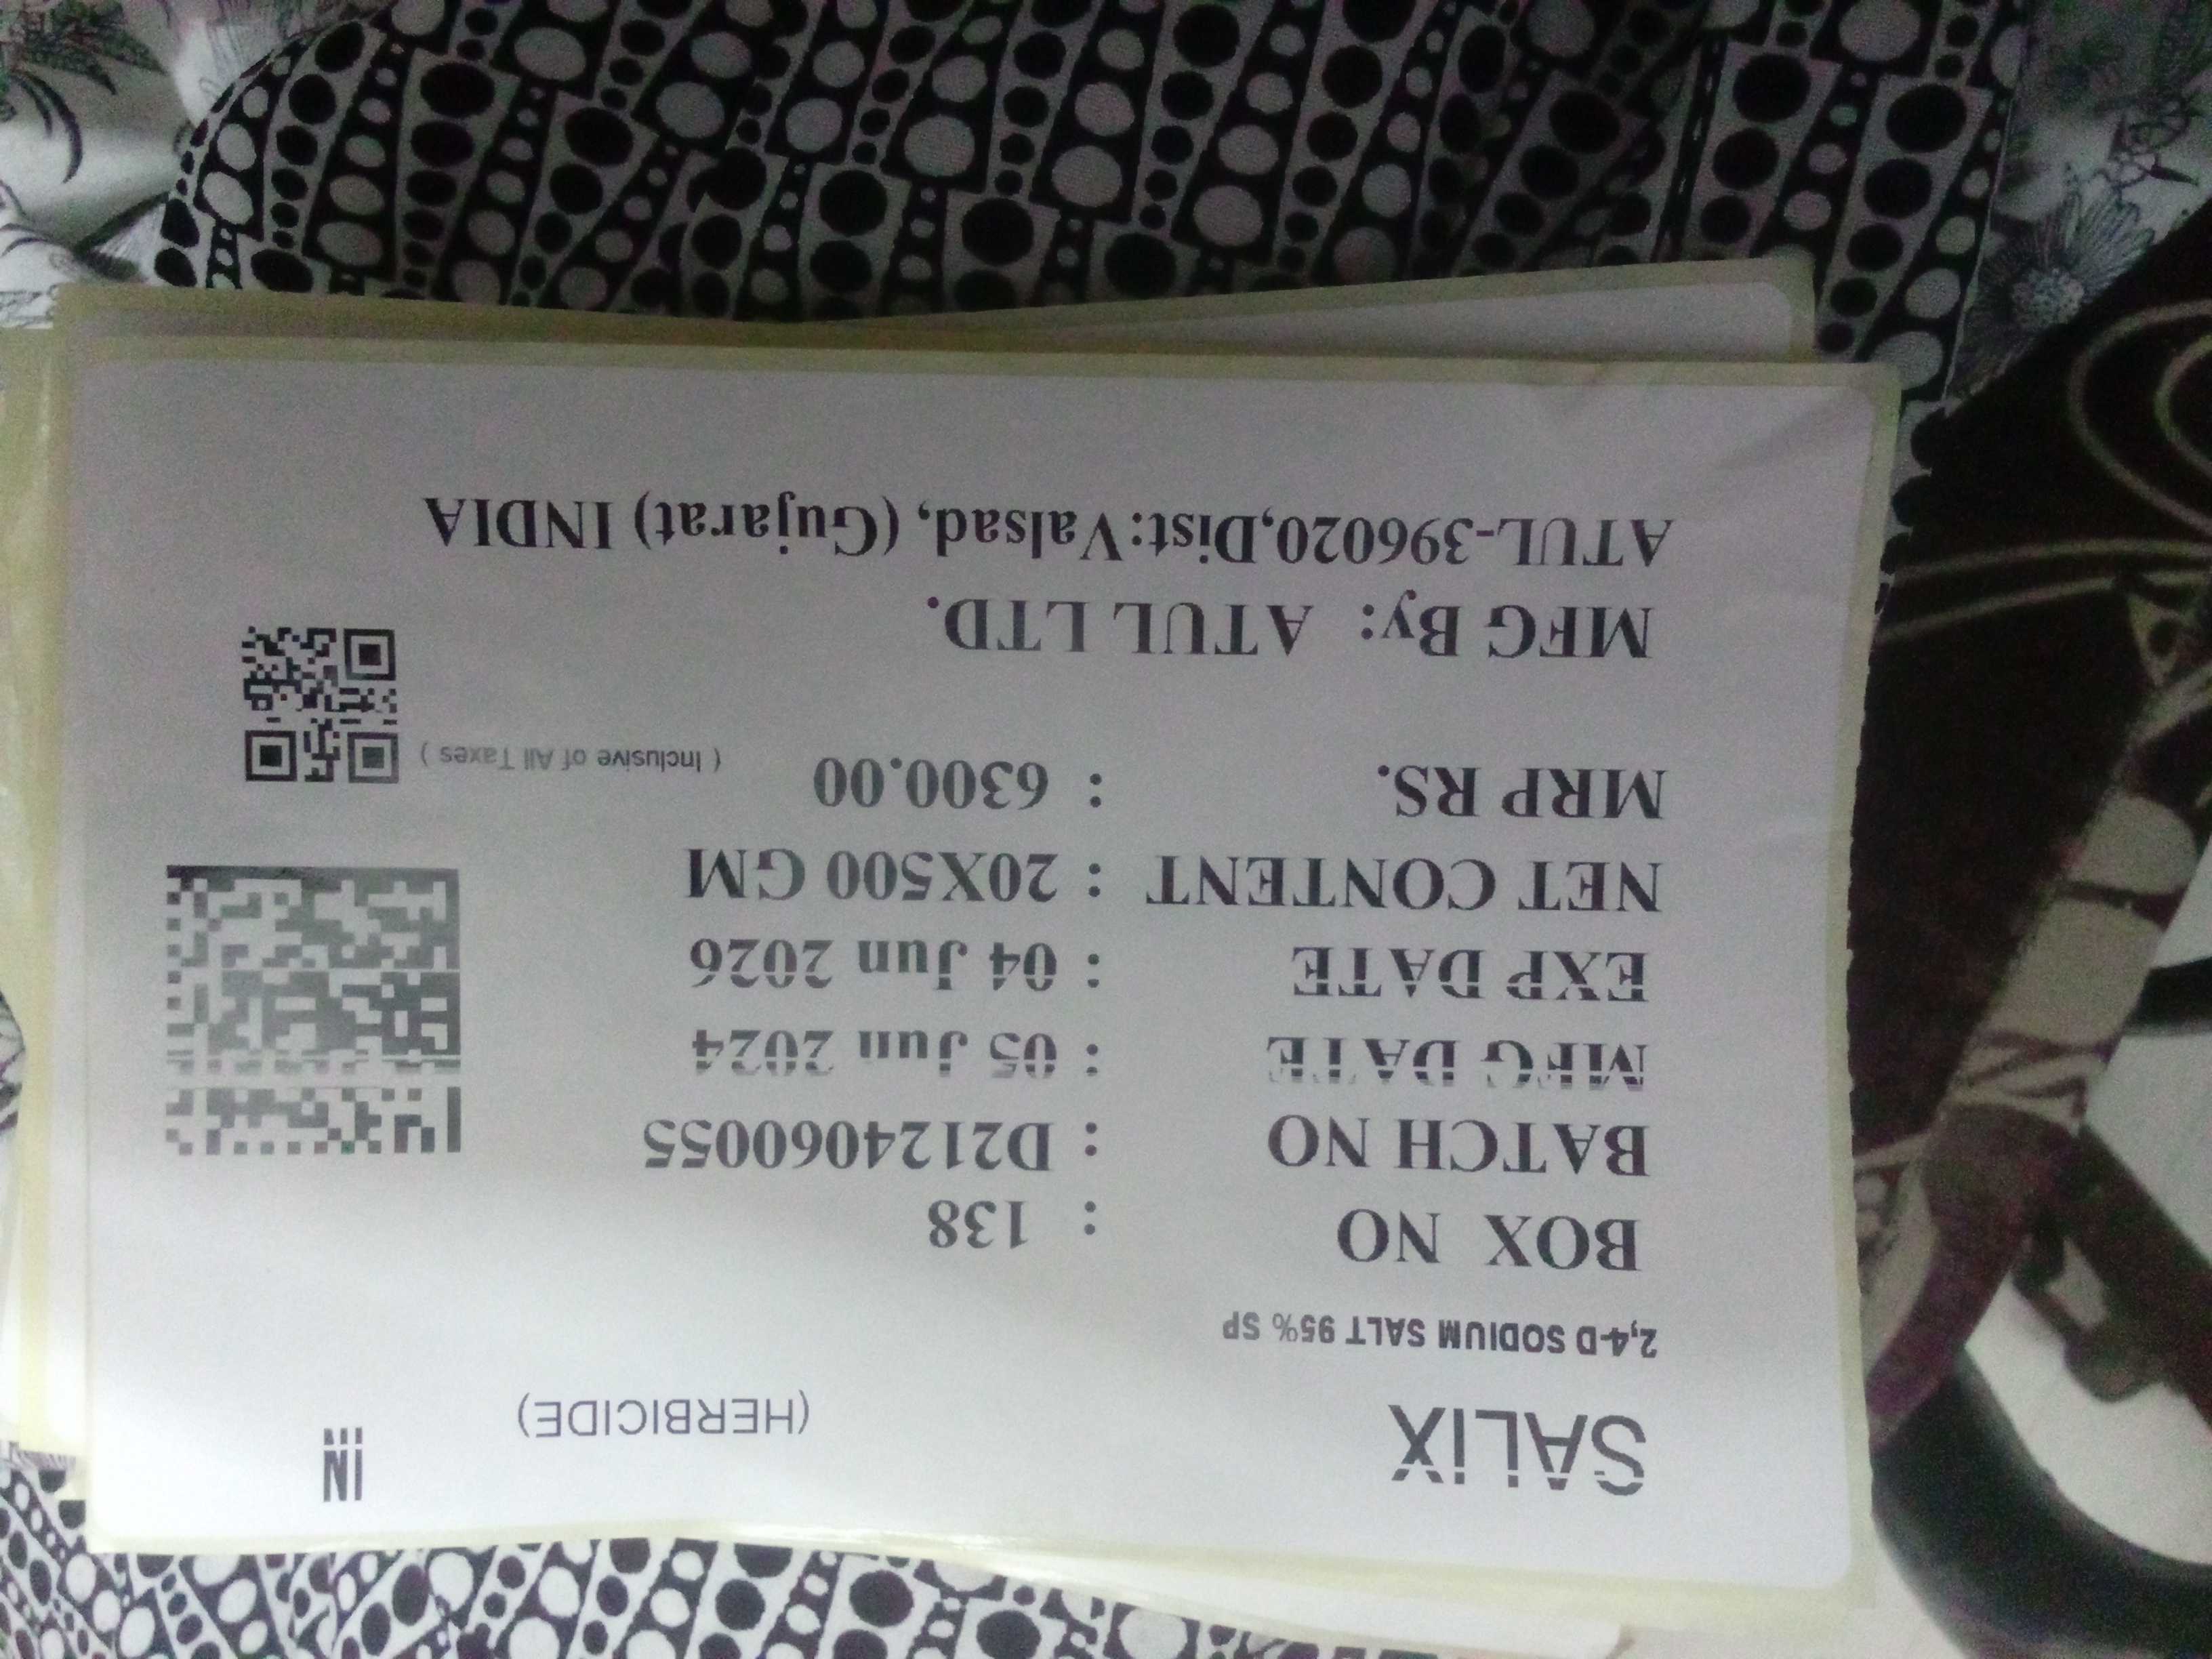 SALIX (HERBICIDE) IN
2,4-D SODIUM SALT 95% SP
BOX NO : 138
BATCH NO : D2124060055
MFG DATE : 05 Jun 2024
EXP DATE : 04 Jun 2026
NET CONTENT : 20X500 GM
MRP RS. : 6300.00 ( Inclusive of All Taxes )
MFG By: ATUL LTD.
ATUL-396020,Dist:Valsad, (Gujarat) INDIA